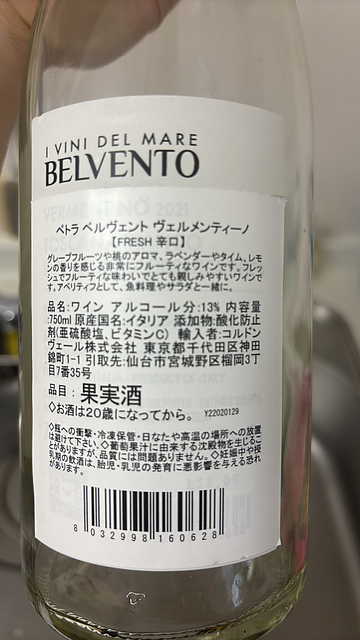 I VINI DEL MARE
BELVENTO
VERMENTINO 2021
TOSCANA
ペトラ ベルヴェント ヴェルメンティーノ
【FRESH 辛口】
グレープフルーツや桃のアロマ、ラベンダーやタイム、レモ
ンの香りを感じる非常にフルーティなワインです。フレッ
シュでフルーティな味わいでとても親しみやすいワインで
す。アペリティフとして、魚料理やサラダと一緒に。
品名:ワイン アルコール分:13% 内容量
750ml 原産国名:イタリア 添加物:酸化防止
剤(亜硫酸塩、ビタミンC) 輸入者:コルドン
ヴェール株式会社 東京都千代田区神田
錦町1-1 引取先:仙台市宮城野区榴岡3丁
目7番35号
品目:果実酒
◇お酒は20歳になってから。 Y22020129
◇瓶への衝撃・冷凍保管・日なたや高温の場所への放置
は避けて下さい。◇葡萄果汁に由来する沈殿物を生じるこ
とがありますが、品質には問題ありません。◇妊娠中や授
乳期の飲酒は、胎児・乳児の発育に悪影響を与える恐れ
があります。
8 032998 160628